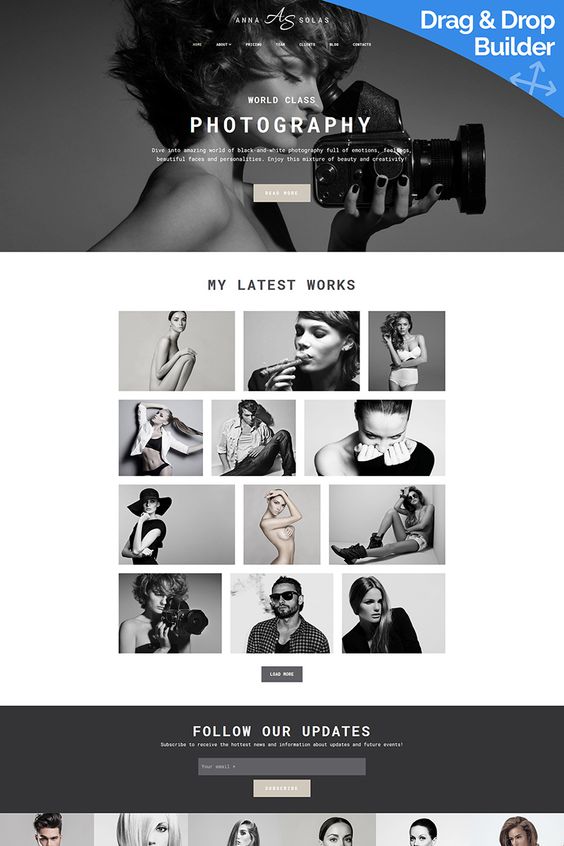 Drag & Drop
Builder
ANNA AS SOLAS
HOME ABOUT PRICING TEAM CLIENTS BLOG CONTACTS
WORLD CLASS
PHOTOGRAPHY
Dive into amazing world of black-and-white photography full of emotions, feelings,
beautiful faces and personalities. Enjoy this mixture of beauty and creativity!
READ MORE
MY LATEST WORKS
LOAD MORE
FOLLOW OUR UPDATES
Subscribe to receive the hottest news and information about updates and future events!
Your email *
SUBSCRIBE